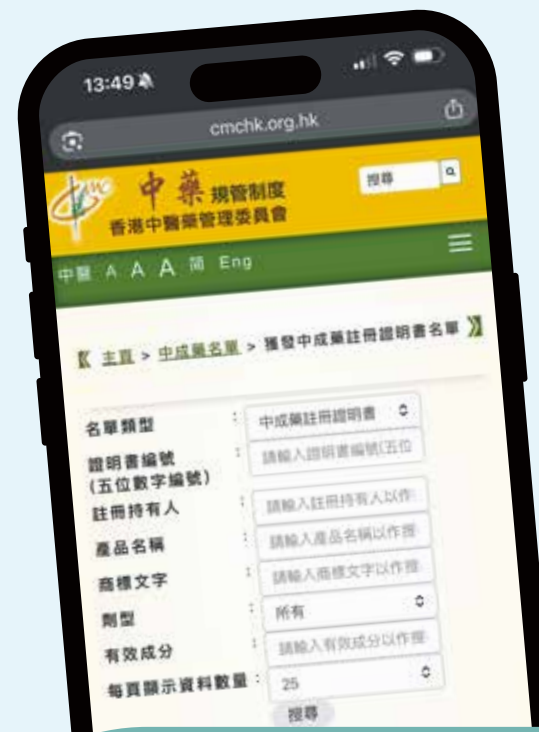 13:49
cmchk.org.hk
中藥 規管制度
香港中醫藥管理委員會
搜尋
中醫 A A A 简 Eng
【 主頁 > 中成藥名單 > 獲發中成藥註冊證明書名單 】
名單類型 : 中成藥註冊證明書
證明書編號 : 請輸入證明書編號(五位
(五位數字編號)
註冊持有人 : 請輸入註冊持有人以作
產品名稱 : 請輸入產品名稱以作搜
商標文字 : 請輸入商標文字以作搜
劑型 : 所有
有效成分 : 請輸入有效成分以作搜
每頁顯示資料數量 : 25
搜尋